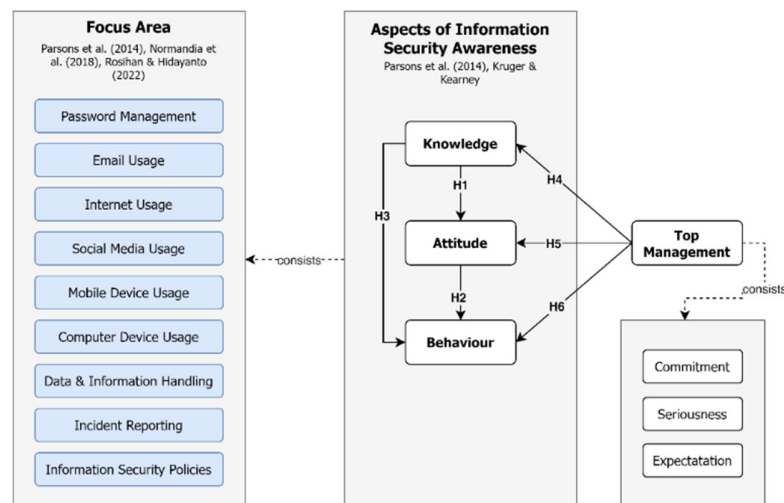 Focus Area
Parsons et al. (2014), Normandia et
al. (2018), Rosihan & Hidayanto
(2022)
Password Management
Email Usage
Internet Usage
Social Media Usage
Mobile Device Usage
Computer Device Usage
Data & Information Handling
Incident Reporting
Information Security Policies
consists
Aspects of Information
Security Awareness
Parsons et al. (2014), Kruger &
Kearney
Knowledge
H1
H3
Attitude
H2
Behaviour
H4
H5
H6
Top
Management
consists
Commitment
Seriousness
Expectatation